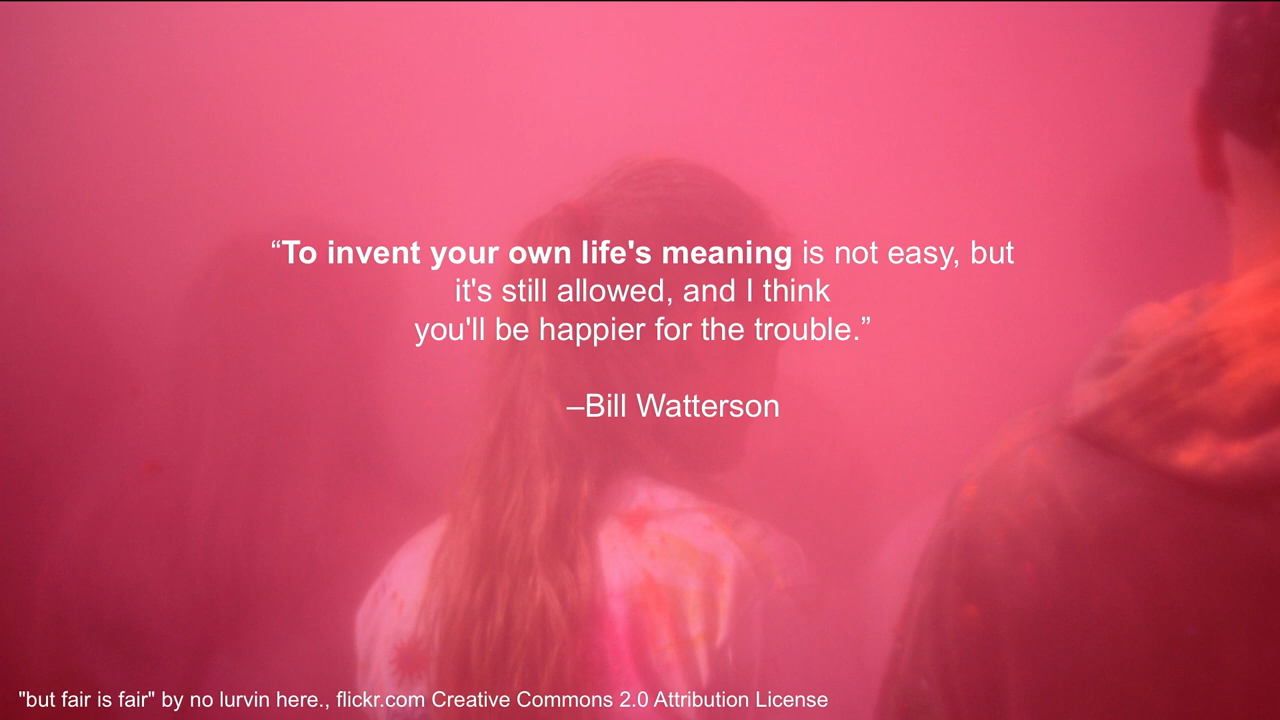 “To invent your own life's meaning is not easy, but
it's still allowed, and I think
you'll be happier for the trouble.”
–Bill Watterson
"but fair is fair" by no lurvin here., flickr.com Creative Commons 2.0 Attribution License